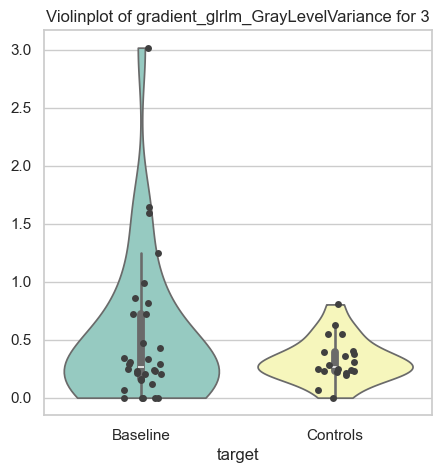 Violinplot of gradient_glrlm_GrayLevelVariance for 3
3.0
2.5
2.0
1.5
1.0
0.5
0.0
Baseline
Controls
target